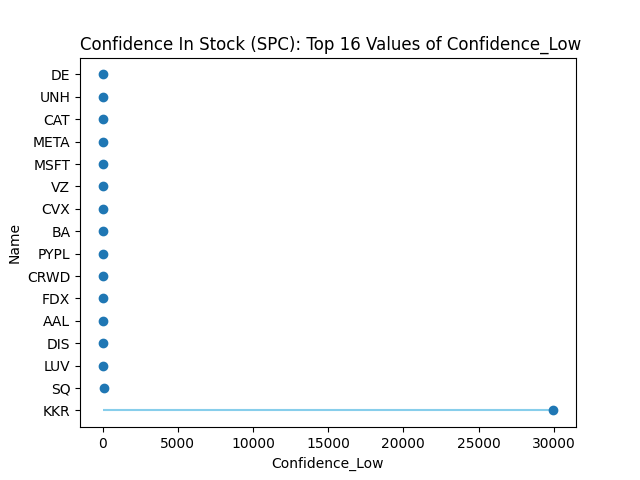 Confidence In Stock (SPC): Top 16 Values of Confidence_Low
DE
UNH
CAT
META
MSFT
VZ
CVX
BA
PYPL
CRWD
FDX
AAL
DIS
LUV
SQ
KKR
Name
0 5000 10000 15000 20000 25000 30000
Confidence_Low